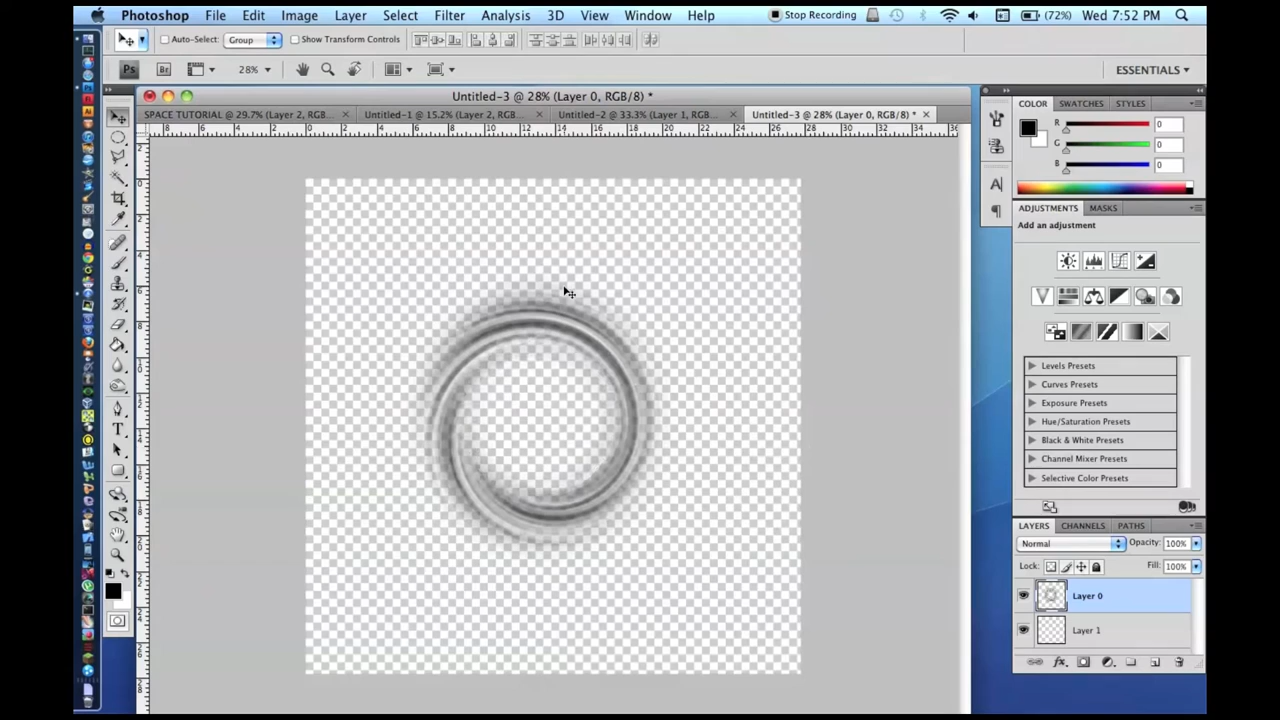 Photoshop File Edit Image Layer Select Filter Analysis 3D View Window Help Stop Recording (72%) Wed 7:52 PM
Auto-Select: Group Show Transform Controls
Ps Br 28% ESSENTIALS
Untitled-3 @ 28% (Layer 0, RGB/8) *
SPACE TUTORIAL @ 29.7% (Layer 2, RGB... Untitled-1 @ 15.2% (Layer 2, RGB... Untitled-2 @ 33.3% (Layer 1, RGB... Untitled-3 @ 28% (Layer 0, RGB/8) *
COLOR SWATCHES STYLES
R 0
G 0
B 0
ADJUSTMENTS MASKS
Add an adjustment
Levels Presets
Curves Presets
Exposure Presets
Hue/Saturation Presets
Black & White Presets
Channel Mixer Presets
Selective Color Presets
LAYERS CHANNELS PATHS
Normal Opacity: 100%
Lock: Fill: 100%
Layer 0
Layer 1